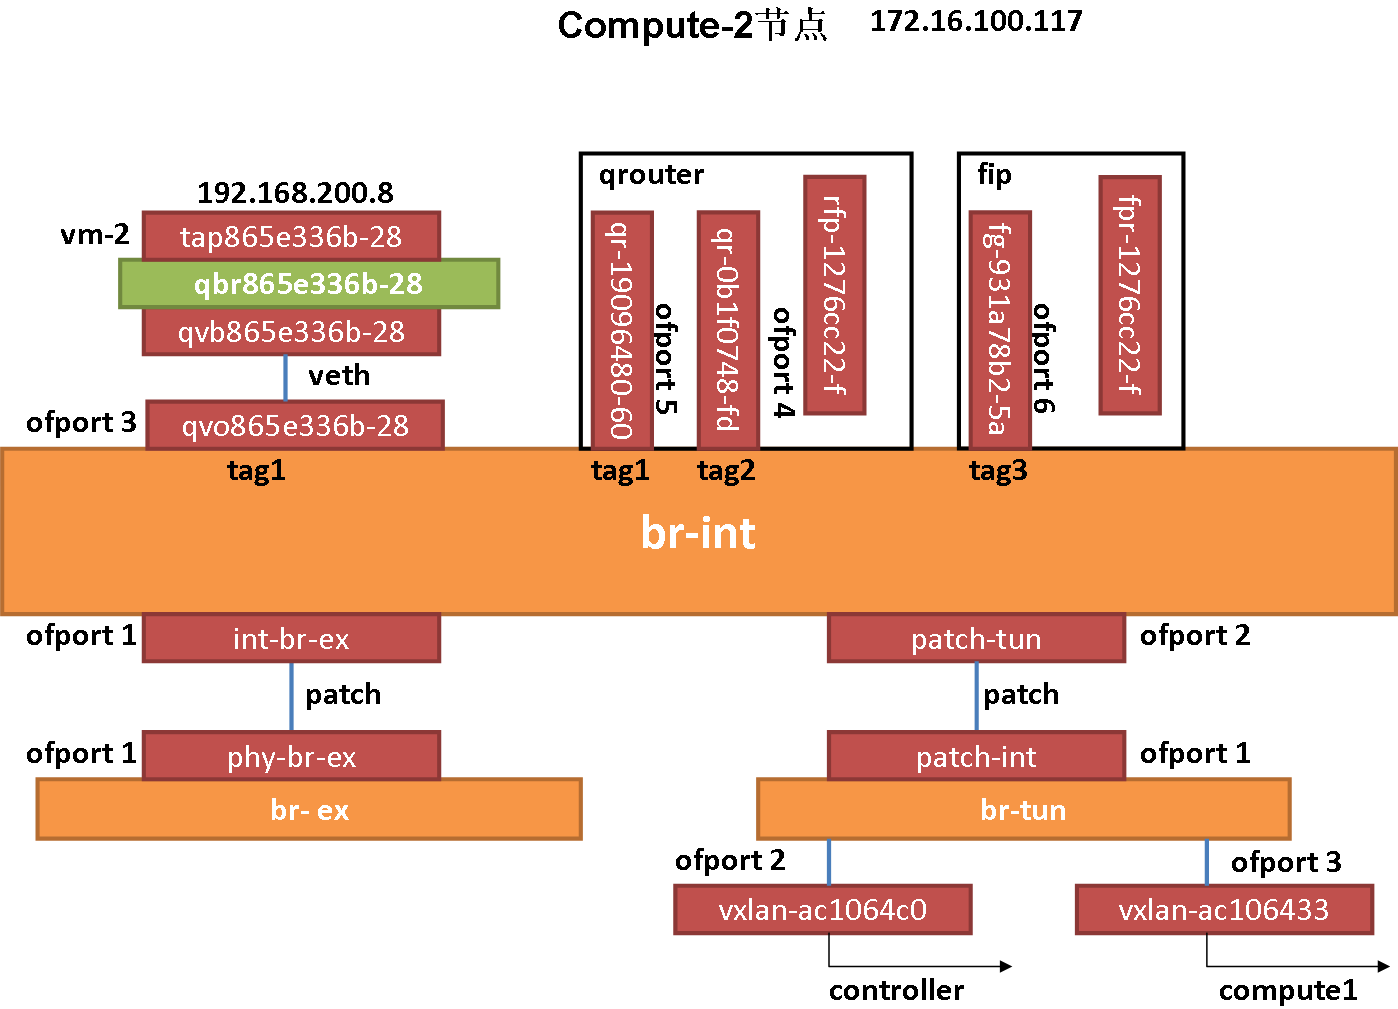 Compute-2节点 172.16.100.117
192.168.200.8
vm-2
tap865e336b-28
qbr865e336b-28
qvb865e336b-28
veth
ofport 3
qvo865e336b-28
tag1
qrouter
qr-19096480-60
ofport 5
tag1
qr-0b1f0748-fd
ofport 4
tag2
rfp-1276cc22-f
fip
fg-931a78b2-5a
ofport 6
tag3
fpr-1276cc22-f
br-int
ofport 1
int-br-ex
patch
ofport 1
phy-br-ex
br- ex
patch-tun
ofport 2
patch
patch-int
ofport 1
br-tun
ofport 2
vxlan-ac1064c0
controller
ofport 3
vxlan-ac106433
compute1